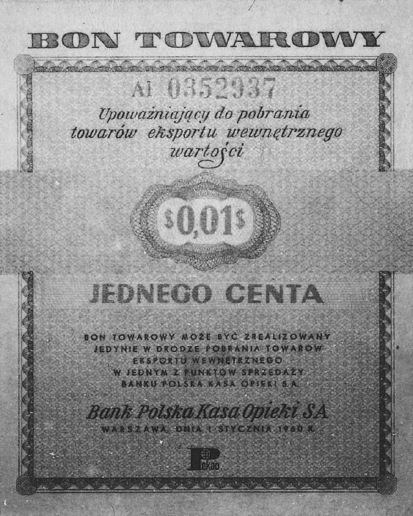 BON TOWAROWY
Ai 0352937
Upoważniający do pobrania
towarów eksportu wewnętrznego
wartości
$0,01$
JEDNEGO CENTA
BON TOWAROWY MOŻE BYĆ ZREALIZOWANY
JEDYNIE W DRODZE POBRANIA TOWARÓW
EKSPORTU WEWNĘTRZNEGO
W JEDNYM Z PUNKTÓW SPRZEDAŻY
BANKU POLSKA KASA OPIEKI S.A.
Bank Polska Kasa Opieki SA
WARSZAWA, DNIA 1 STYCZNIA 1960 R.